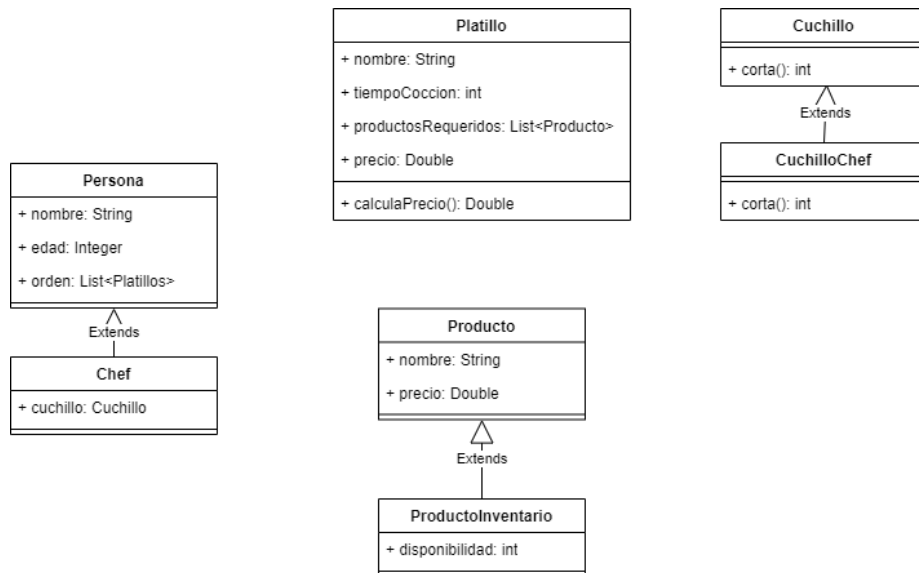 Platillo
+ nombre: String
+ tiempoCoccion: int
+ productosRequeridos: List<Producto>
+ precio: Double
+ calculaPrecio(): Double
Cuchillo
+ corta(): int
Extends
CuchilloChef
+ corta(): int
Persona
+ nombre: String
+ edad: Integer
+ orden: List<Platillos>
Extends
Chef
+ cuchillo: Cuchillo
Producto
+ nombre: String
+ precio: Double
Extends
ProductoInventario
+ disponibilidad: int